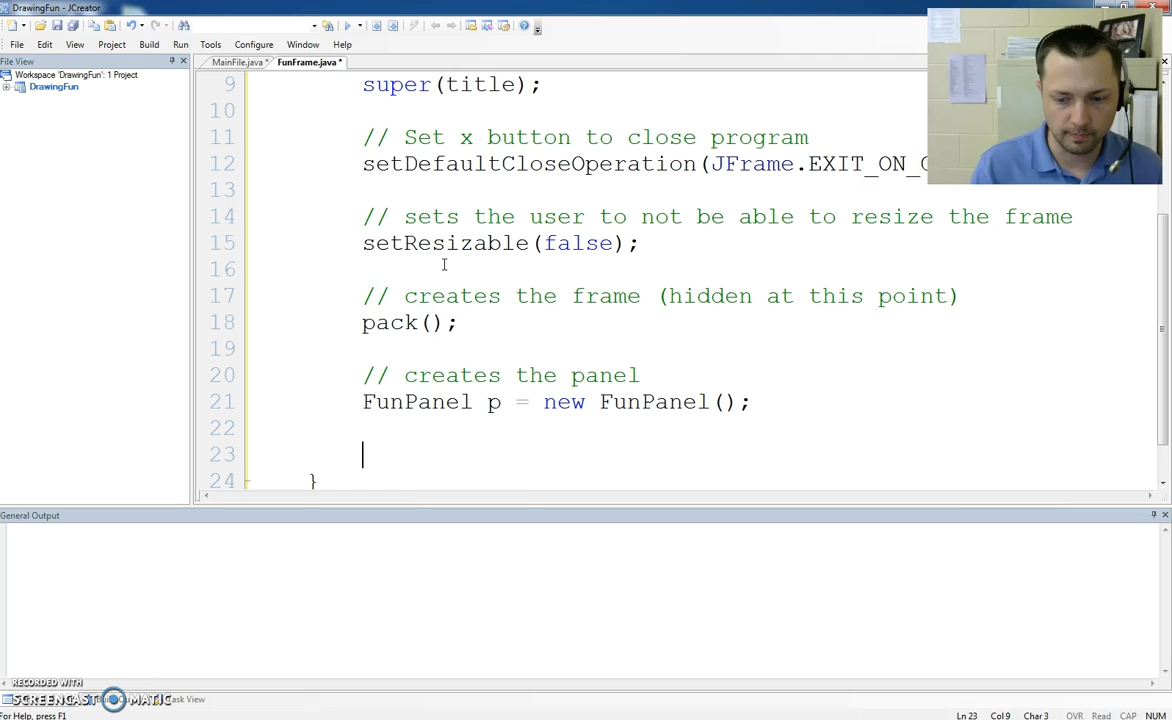 DrawingFun - JCreator
File Edit View Project Build Run Tools Configure Window Help
File View
MainFile.java * FunFrame.java *
Workspace 'DrawingFun': 1 Project
DrawingFun
9 super(title);
10
11 // Set x button to close program
12 setDefaultCloseOperation(JFrame.EXIT_ON_C
13
14 // sets the user to not be able to resize the frame
15 setResizable(false);
16
17 // creates the frame (hidden at this point)
18 pack();
19
20 // creates the panel
21 FunPanel p = new FunPanel();
22
23
24 }
General Output
RECORDED WITH
SCREENCAST MATIC
Task View
For Help, press F1 Ln 23 Col 9 Char 3 OVR Read CAP NUM